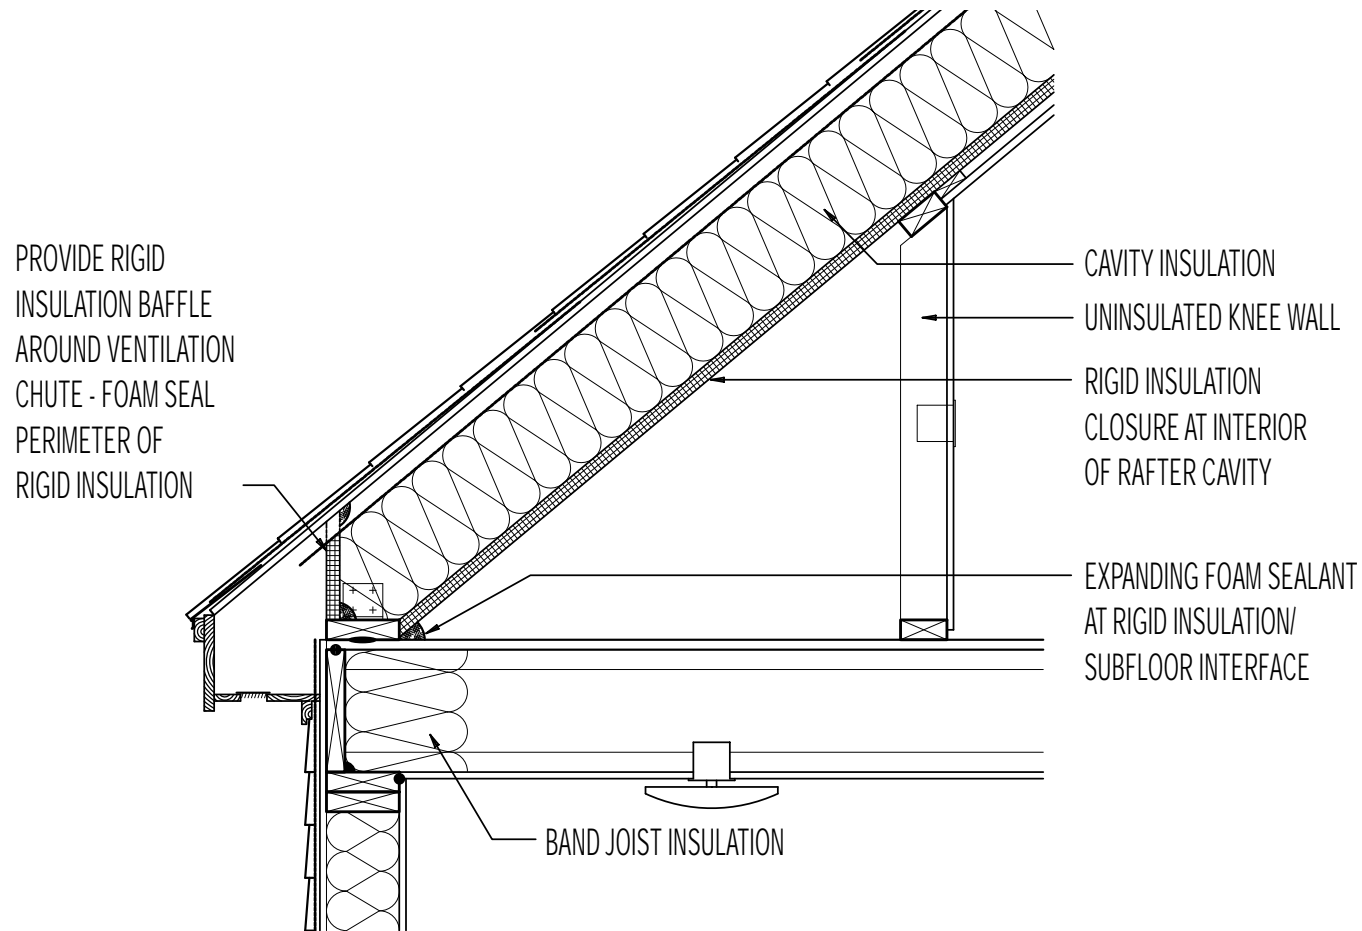 PROVIDE RIGID
INSULATION BAFFLE
AROUND VENTILATION
CHUTE - FOAM SEAL
PERIMETER OF
RIGID INSULATION
CAVITY INSULATION
UNINSULATED KNEE WALL
RIGID INSULATION
CLOSURE AT INTERIOR
OF RAFTER CAVITY
EXPANDING FOAM SEALANT
AT RIGID INSULATION/
SUBFLOOR INTERFACE
BAND JOIST INSULATION